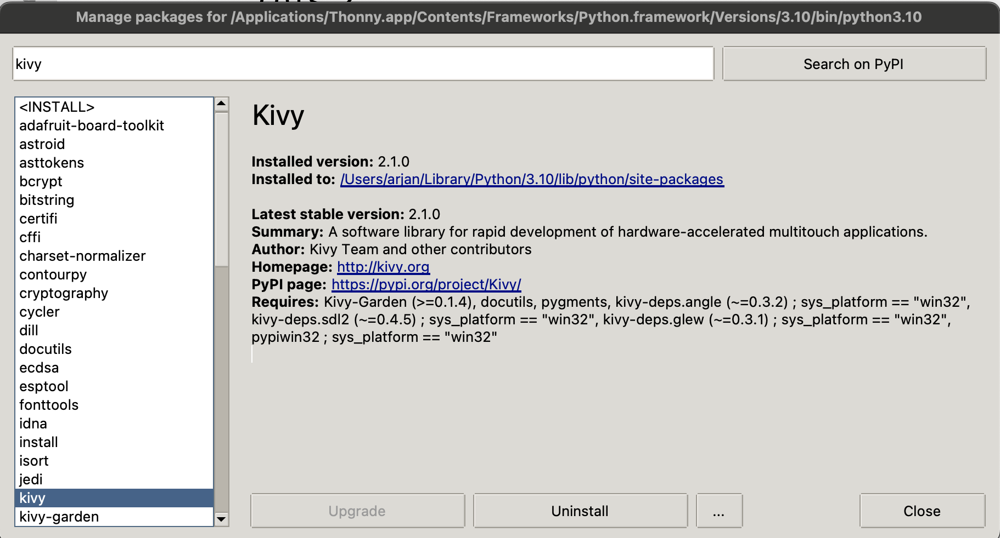 Manage packages for /Applications/Thonny.app/Contents/Frameworks/Python.framework/Versions/3.10/bin/python3.10
kivy
Search on PyPI
<INSTALL>
adafruit-board-toolkit
astroid
asttokens
bcrypt
bitstring
certifi
cffi
charset-normalizer
contourpy
cryptography
cycler
dill
docutils
ecdsa
esptool
fonttools
idna
install
isort
jedi
kivy
kivy-garden
Kivy
Installed version: 2.1.0
Installed to: /Users/arjan/Library/Python/3.10/lib/python/site-packages
Latest stable version: 2.1.0
Summary: A software library for rapid development of hardware-accelerated multitouch applications.
Author: Kivy Team and other contributors
Homepage: http://kivy.org
PyPI page: https://pypi.org/project/Kivy/
Requires: Kivy-Garden (>=0.1.4), docutils, pygments, kivy-deps.angle (~=0.3.2) ; sys_platform == "win32",
kivy-deps.sdl2 (~=0.4.5) ; sys_platform == "win32", kivy-deps.glew (~=0.3.1) ; sys_platform == "win32",
pypiwin32 ; sys_platform == "win32"
Upgrade
Uninstall
...
Close